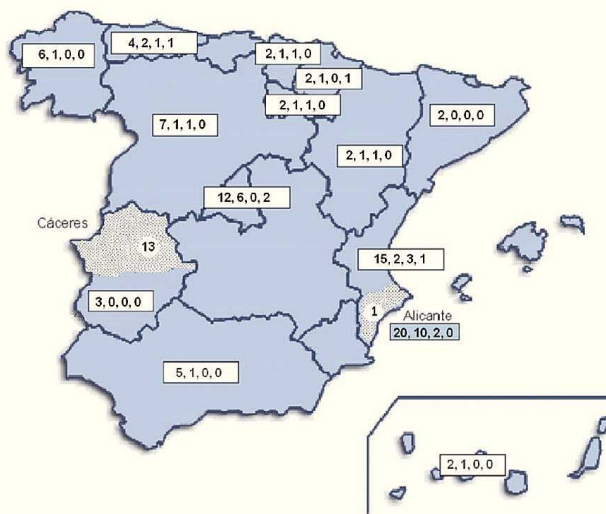 6, 1, 0, 0
4, 2, 1, 1
2, 1, 1, 0
2, 1, 0, 1
2, 1, 1, 0
7, 1, 1, 0
2, 0, 0, 0
2, 1, 1, 0
12, 6, 0, 2
Cáceres
13
15, 2, 3, 1
3, 0, 0, 0
1
Alicante
20, 10, 2, 0
5, 1, 0, 0
2, 1, 0, 0